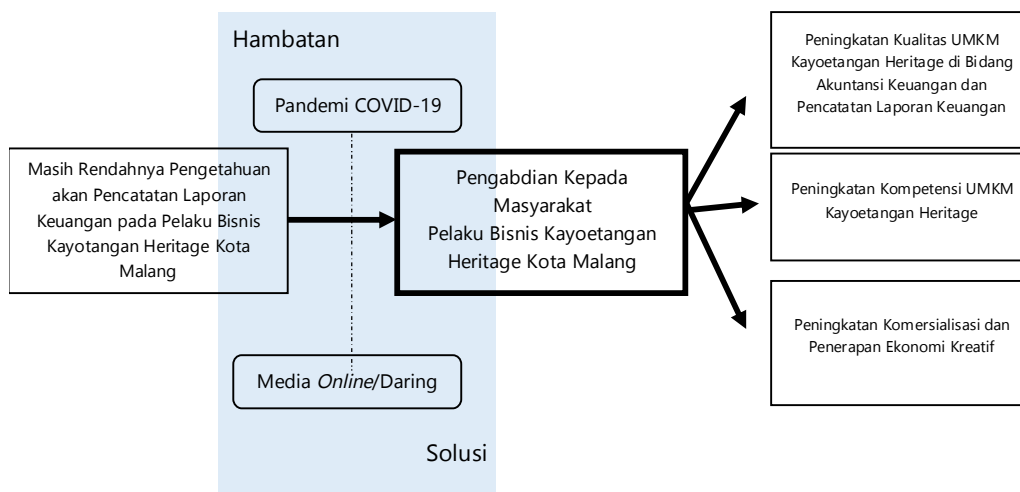 Hambatan
Pandemi COVID-19
Masih Rendahnya Pengetahuan
akan Pencatatan Laporan
Keuangan pada Pelaku Bisnis
Kayotangan Heritage Kota
Malang
Media Online/Daring
Solusi
Pengabdian Kepada
Masyarakat
Pelaku Bisnis Kayoetangan
Heritage Kota Malang
Peningkatan Kualitas UMKM
Kayoetangan Heritage di Bidang
Akuntansi Keuangan dan
Pencatatan Laporan Keuangan
Peningkatan Kompetensi UMKM
Kayoetangan Heritage
Peningkatan Komersialisasi dan
Penerapan Ekonomi Kreatif